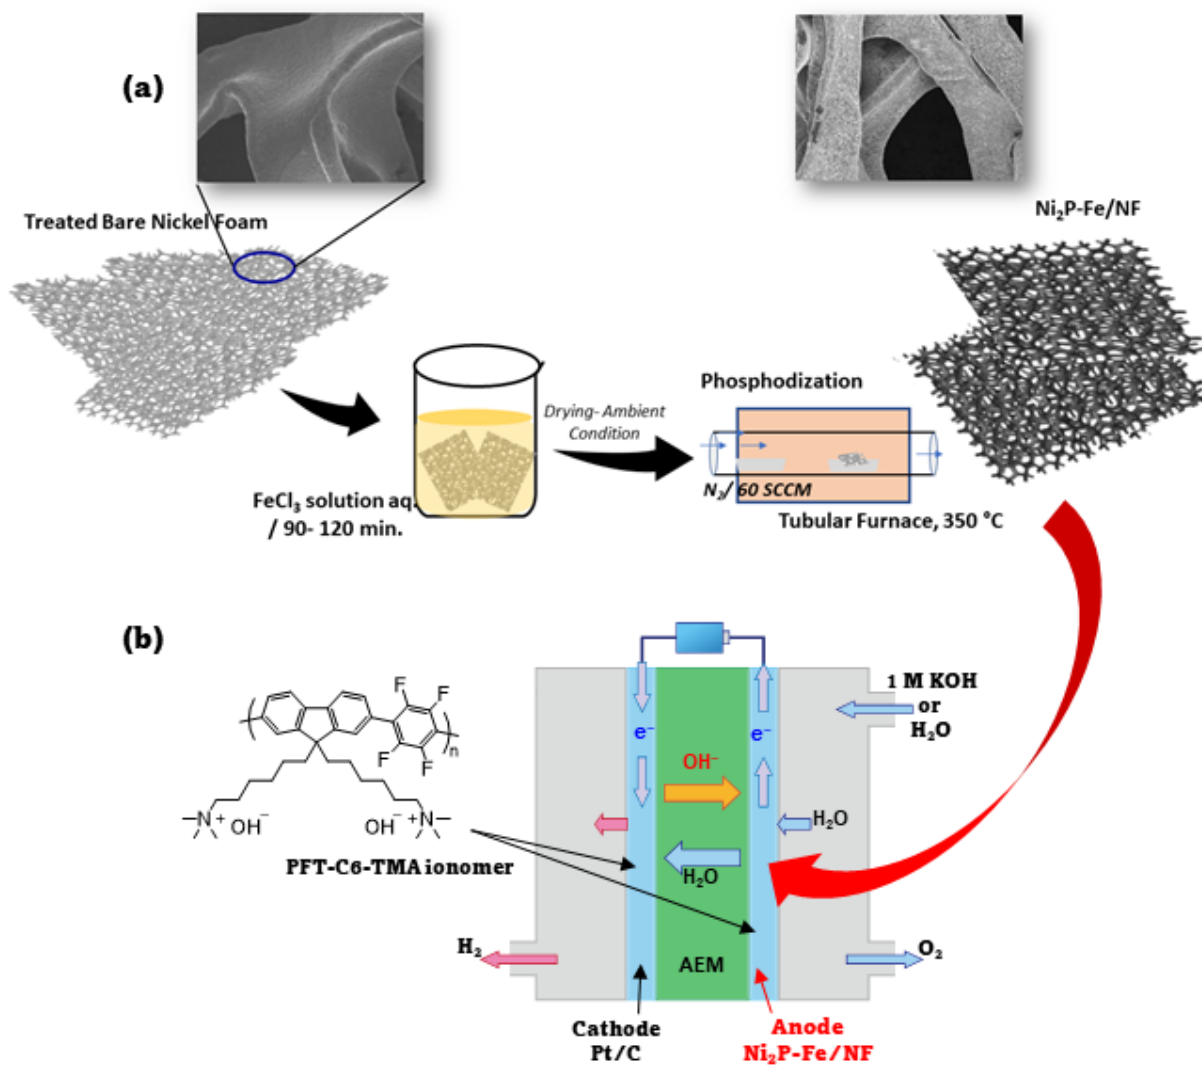 (a)
Treated Bare Nickel Foam
Ni₂P-Fe/NF
Phosphodization
Drying- Ambient
Condition
N₂/ 60 SCCM
FeCl₃ solution aq.
/ 90- 120 min.
Tubular Furnace, 350 °C
(b)
F
F
F
F
n
N⁺
OH⁻
OH⁻
⁺N
PFT-C6-TMA ionomer
1 M KOH
or
H₂O
e⁻
e⁻
OH⁻
H₂O
H₂O
H₂
O₂
AEM
Cathode
Pt/C
Anode
Ni₂P-Fe/NF